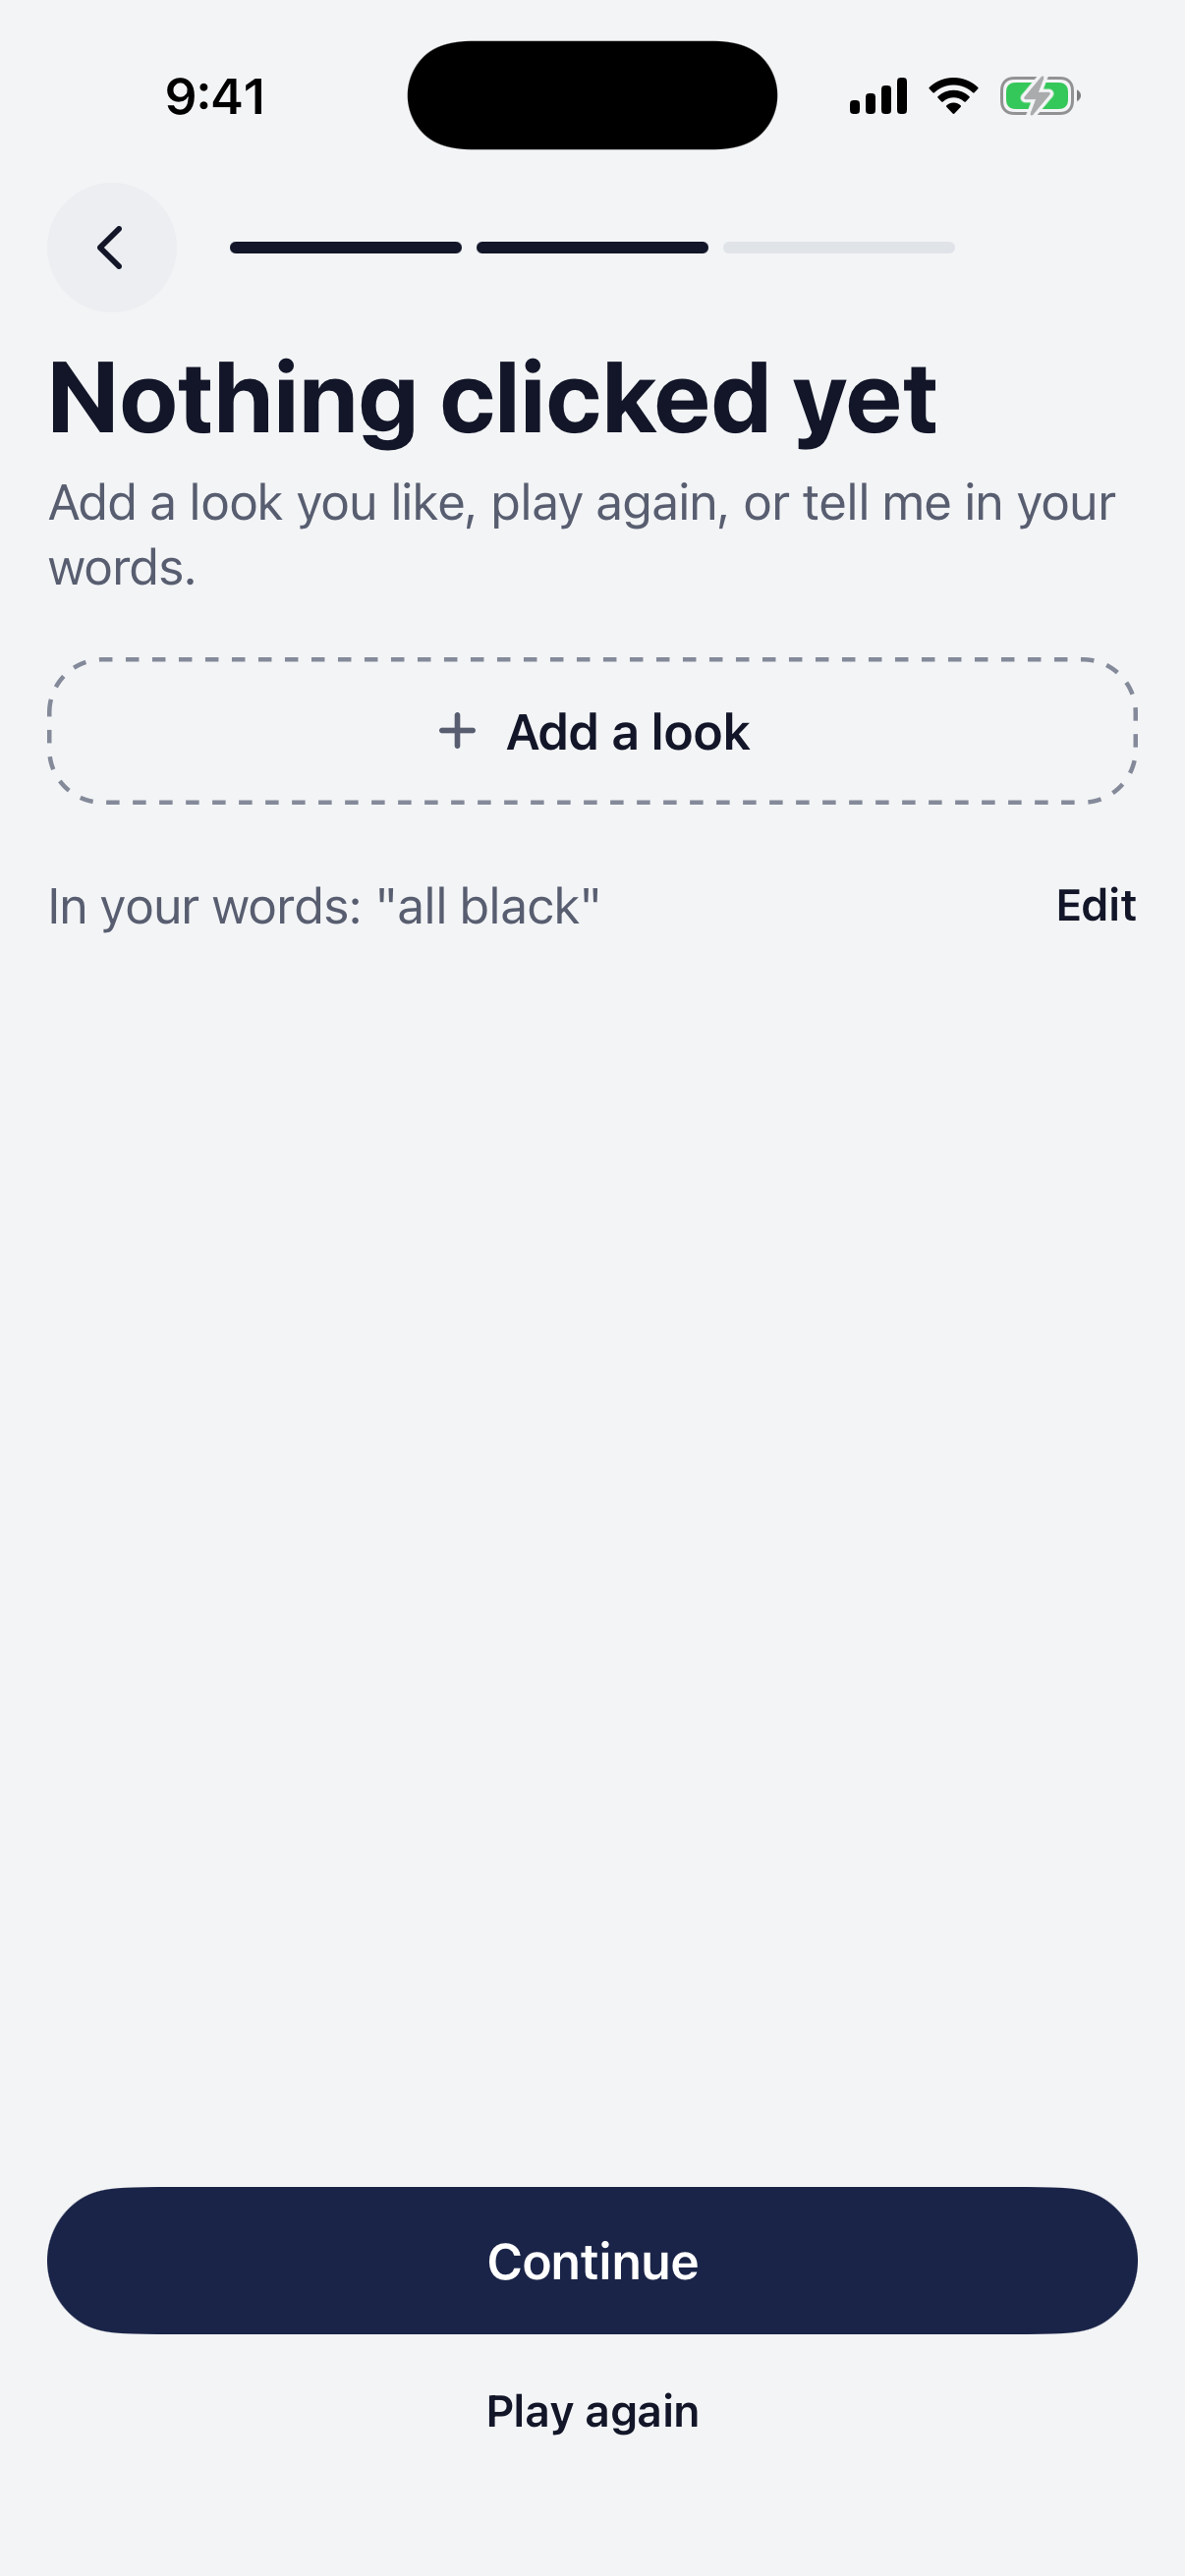 9:41
Nothing clicked yet
Add a look you like, play again, or tell me in your
words.
+ Add a look
In your words: "all black"
Edit
Continue
Play again